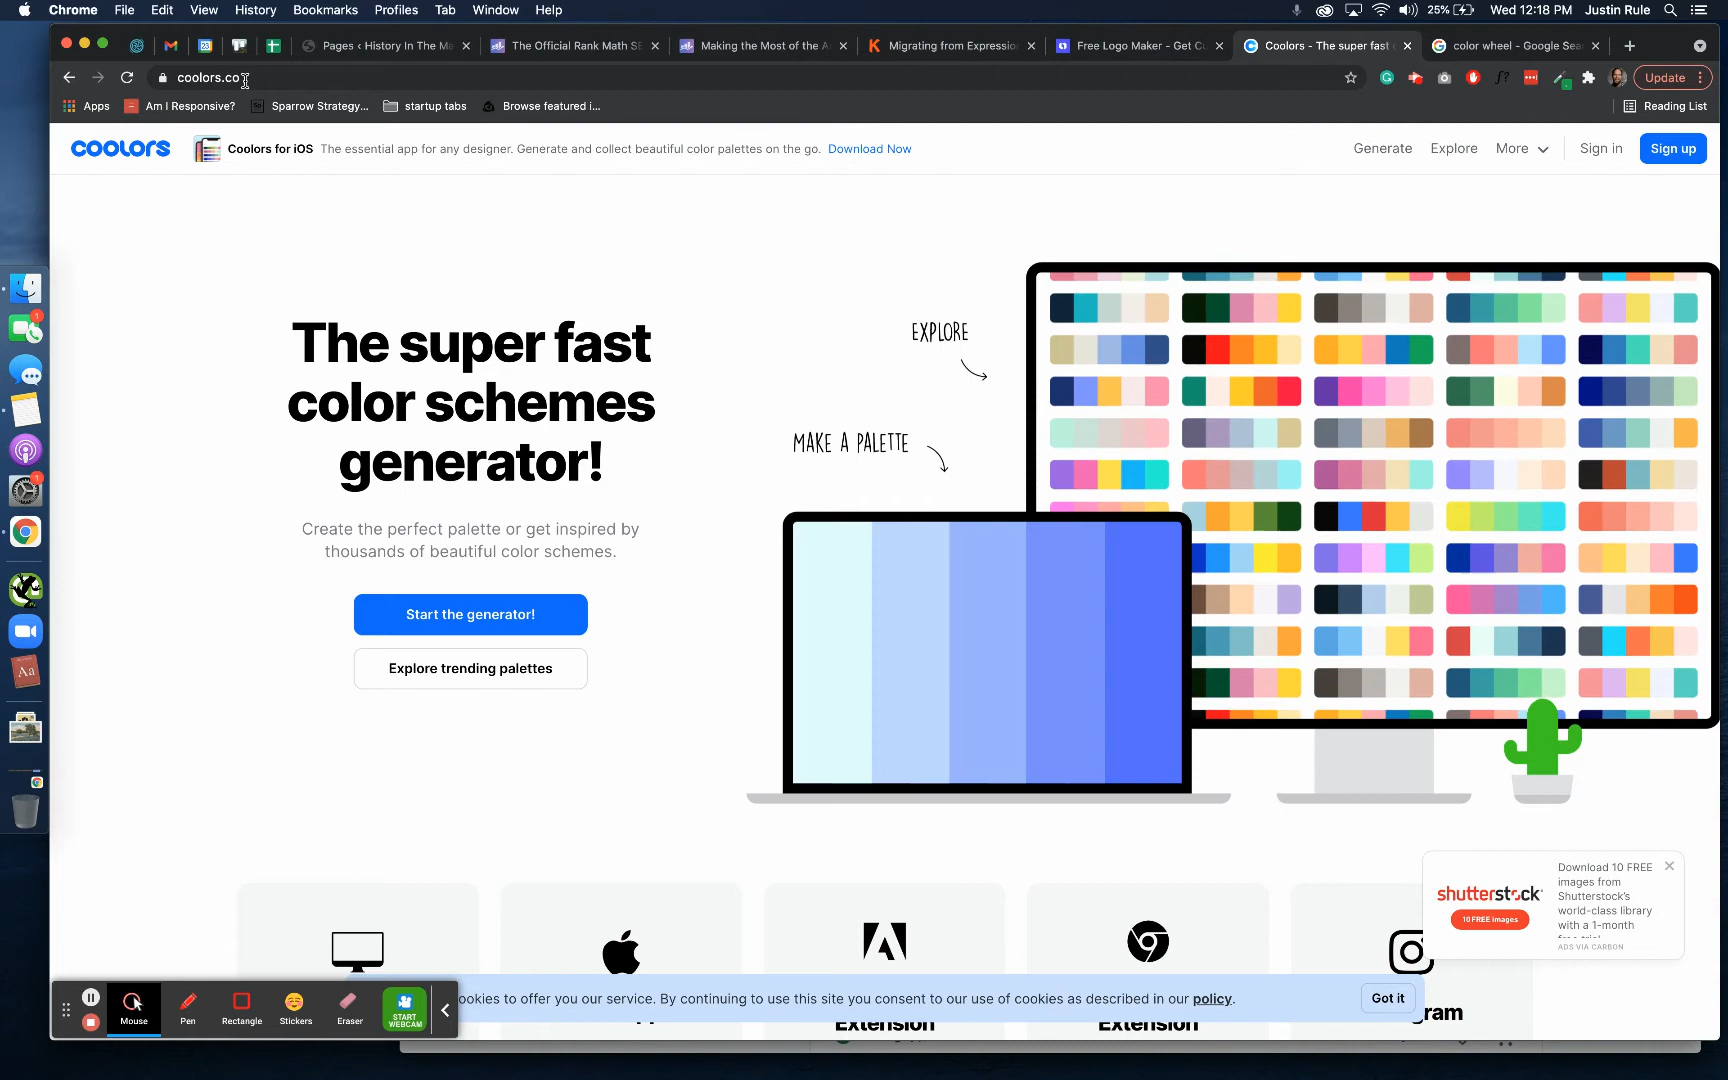 Chrome File Edit View History Bookmarks Profiles Tab Window Help 25% Wed 12:18 PM Justin Rule
Pages ‹ History In The Ma The Official Rank Math SE Making the Most of the A Migrating from Expression Free Logo Maker - Get Cu Coolors - The super fast color wheel - Google Sea
coolors.co Update
Apps Am I Responsive? Sparrow Strategy... startup tabs Browse featured i... Reading List
coolors Coolors for iOS The essential app for any designer. Generate and collect beautiful color palettes on the go. Download Now Generate Explore More Sign in Sign up
The super fast
color schemes
generator!
Create the perfect palette or get inspired by
thousands of beautiful color schemes.
Start the generator!
Explore trending palettes
EXPLORE
MAKE A PALETTE
shutterstock
10 FREE images
Download 10 FREE
images from
Shutterstock's
world-class library
with a 1-month
ADS VIA CARBON
ookies to offer you our service. By continuing to use this site you consent to our use of cookies as described in our policy. Got it
Extension Extension gram
Mouse Pen Rectangle Stickers Eraser START
WEBCAM